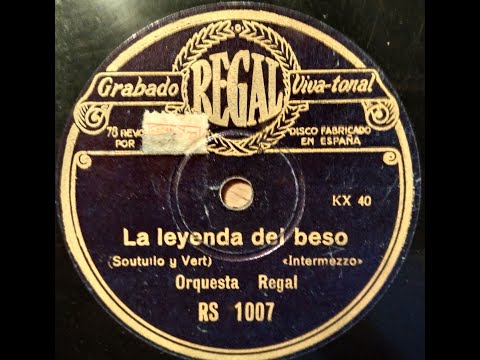 REGAL
Grabado Viva-tonal
78 REVO
POR
DISCO FABRICADO
EN ESPAÑA
KX 40
La leyenda del beso
(Soutullo y Vert) «Intermezzo»
Orquesta Regal
RS 1007